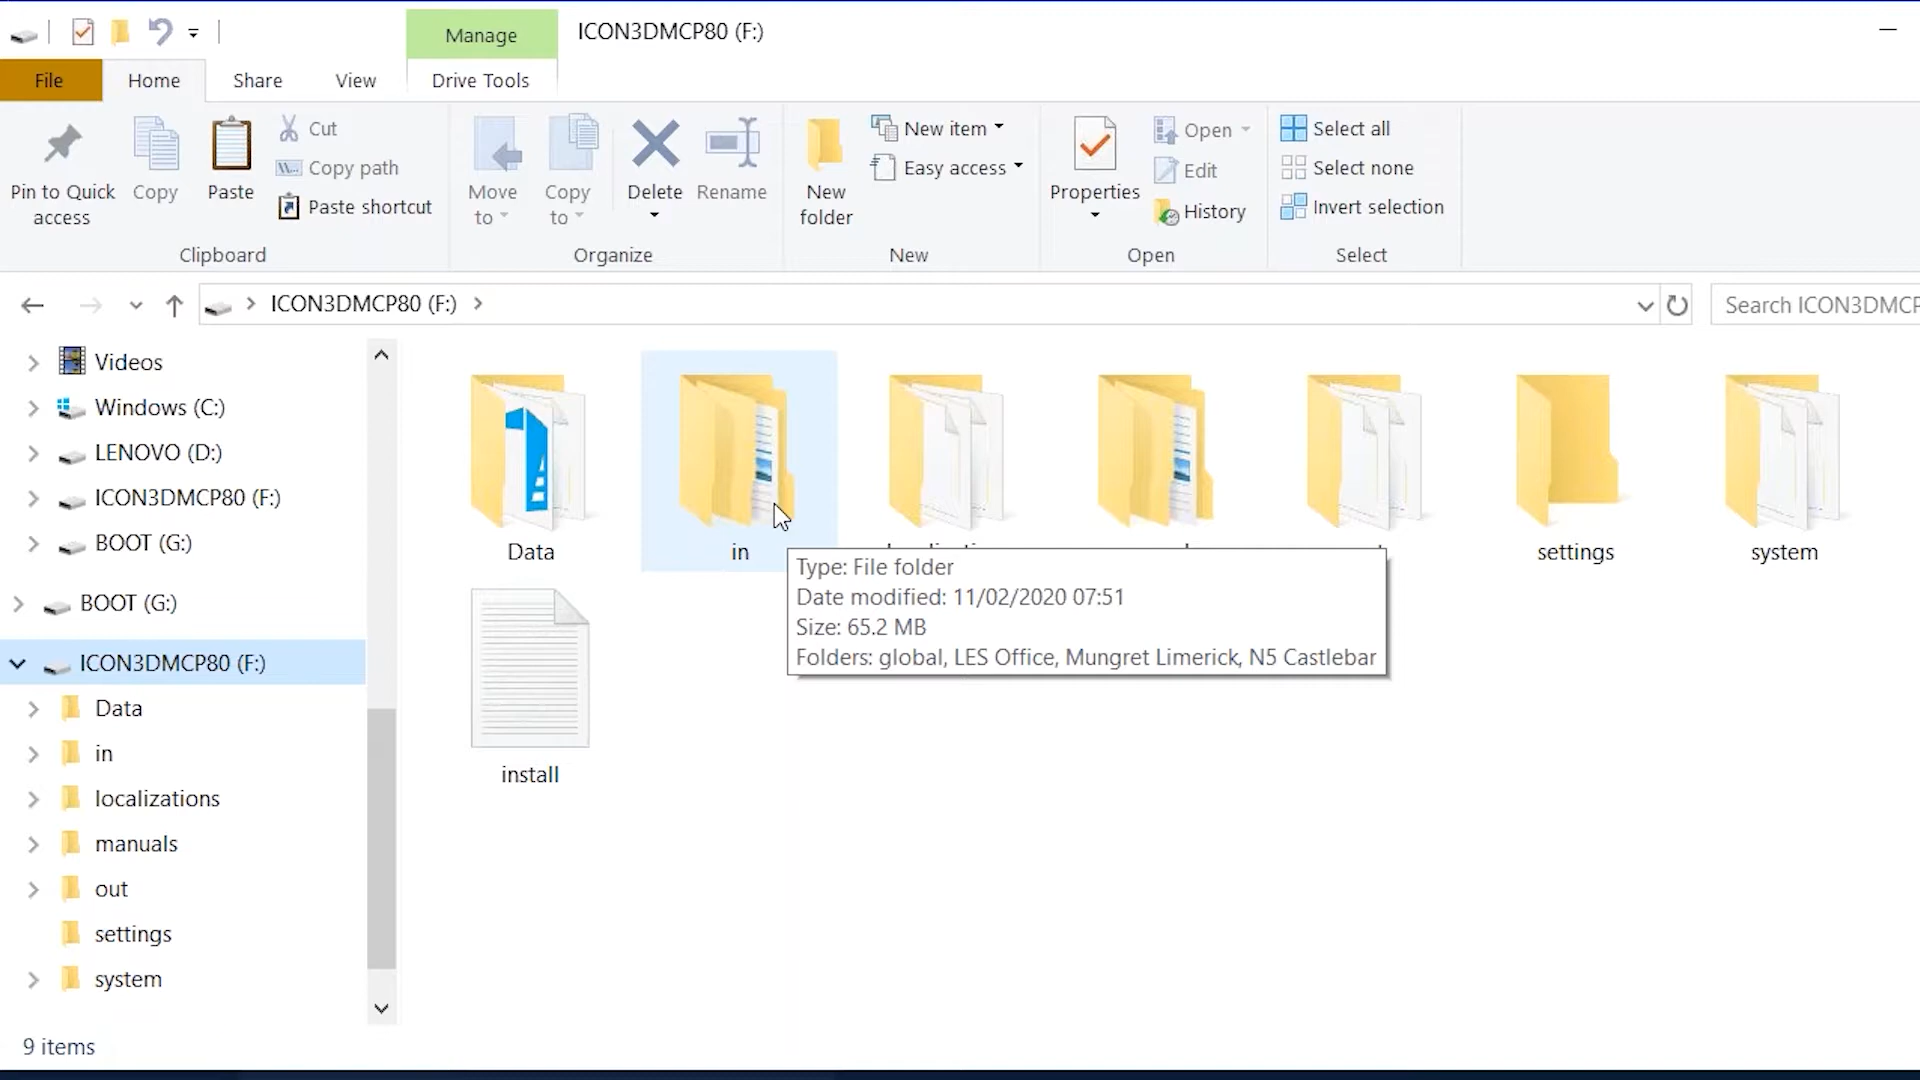 Manage
ICON3DMCP80 (F:)
File
Home
Share
View
Drive Tools
Pin to Quick
access
Copy
Paste
Cut
Copy path
Paste shortcut
Clipboard
Move
to
Copy
to
Delete
Rename
Organize
New
folder
New item
Easy access
New
Properties
Open
Edit
History
Open
Select all
Select none
Invert selection
Select
ICON3DMCP80 (F:)
Search ICON3DMCP
Videos
Windows (C:)
LENOVO (D:)
ICON3DMCP80 (F:)
BOOT (G:)
BOOT (G:)
ICON3DMCP80 (F:)
Data
in
localizations
manuals
out
settings
system
Data
in
settings
system
Type: File folder
Date modified: 11/02/2020 07:51
Size: 65.2 MB
Folders: global, LES Office, Mungret Limerick, N5 Castlebar
install
9 items